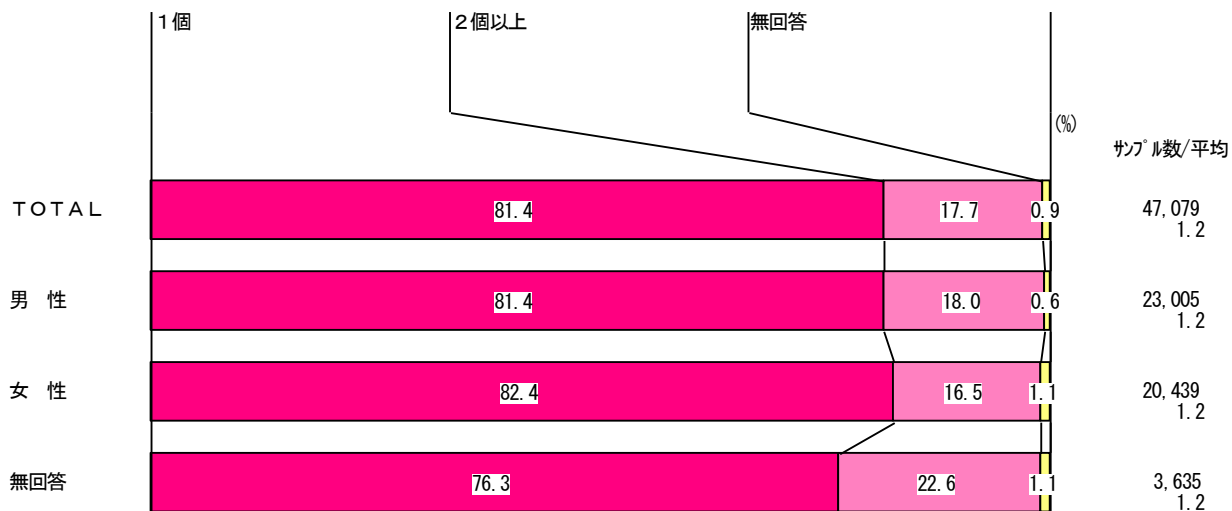 １個 ２個以上 無回答
(%)
ｻﾝﾌﾟﾙ数/平均
ＴＯＴＡＬ 81.4 17.7 0.9 47,079
1.2
男 性 81.4 18.0 0.6 23,005
1.2
女 性 82.4 16.5 1.1 20,439
1.2
無回答 76.3 22.6 1.1 3,635
1.2